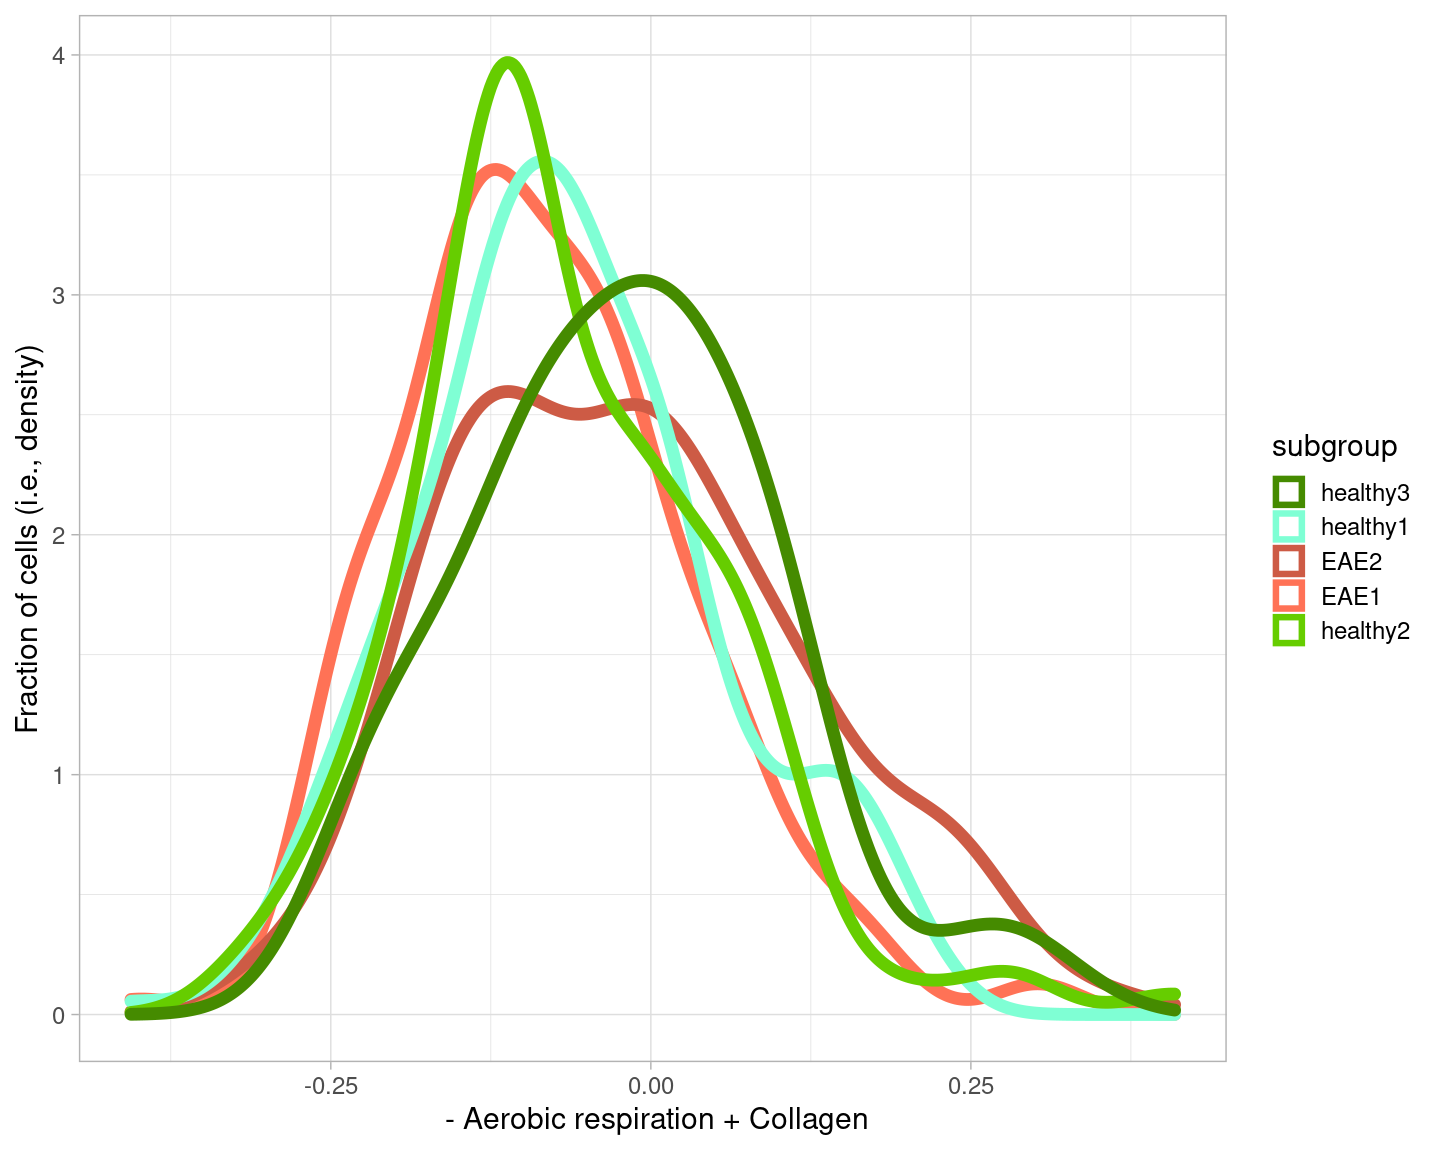 4
3
2
1
0
-0.25
0.00
0.25
- Aerobic respiration + Collagen
Fraction of cells (i.e., density)
subgroup
healthy3
healthy1
EAE2
EAE1
healthy2